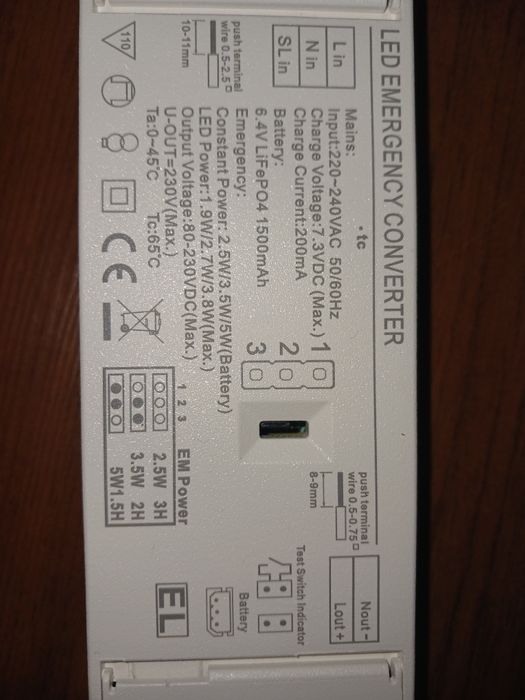 LED EMERGENCY CONVERTER
L in
N in
SL in
push terminal
wire 0.5-2.5
10-11mm
110
• tc
Mains:
Input:220~240VAC 50/60Hz
Charge Voltage:7.3VDC (Max.)
Charge Current:200mA
Battery:
6.4V LiFePO4 1500mAh
Emergency:
Constant Power: 2.5W/3.5W/5W(Battery)
LED Power:1.9W/2.7W/3.8W(Max.)
Output Voltage:80-230VDC(Max.)
U-OUT=230V(Max.)
Ta:0~45℃ Tc:65℃
CE
1
2
3
1 2 3 EM Power
2.5W 3H
3.5W 2H
5W1.5H
push terminal
wire 0.5-0.75
8-9mm
Nout -
Lout +
Test Switch Indicator
Battery
EL